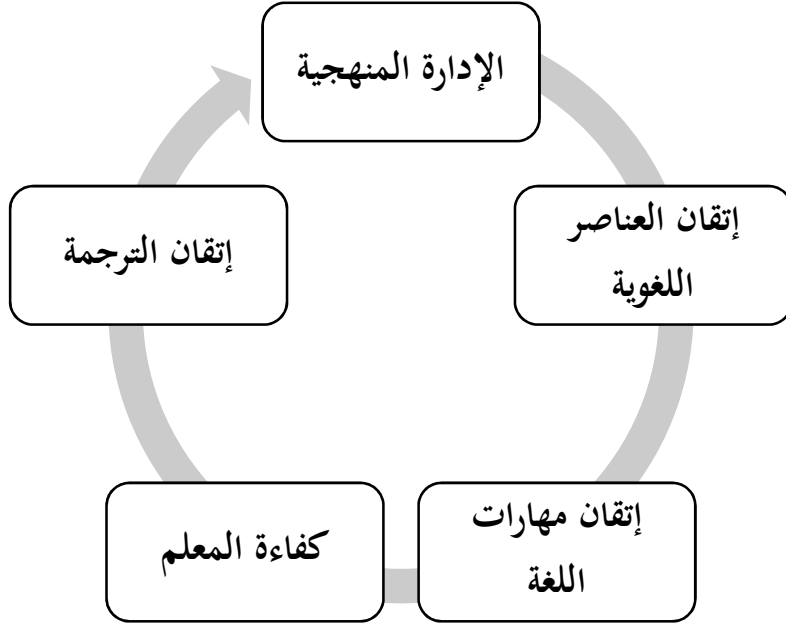 الإدارة المنهجية
إتقان العناصر
اللغوية
إتقان مهارات
اللغة
كفاءة المعلم
إتقان الترجمة